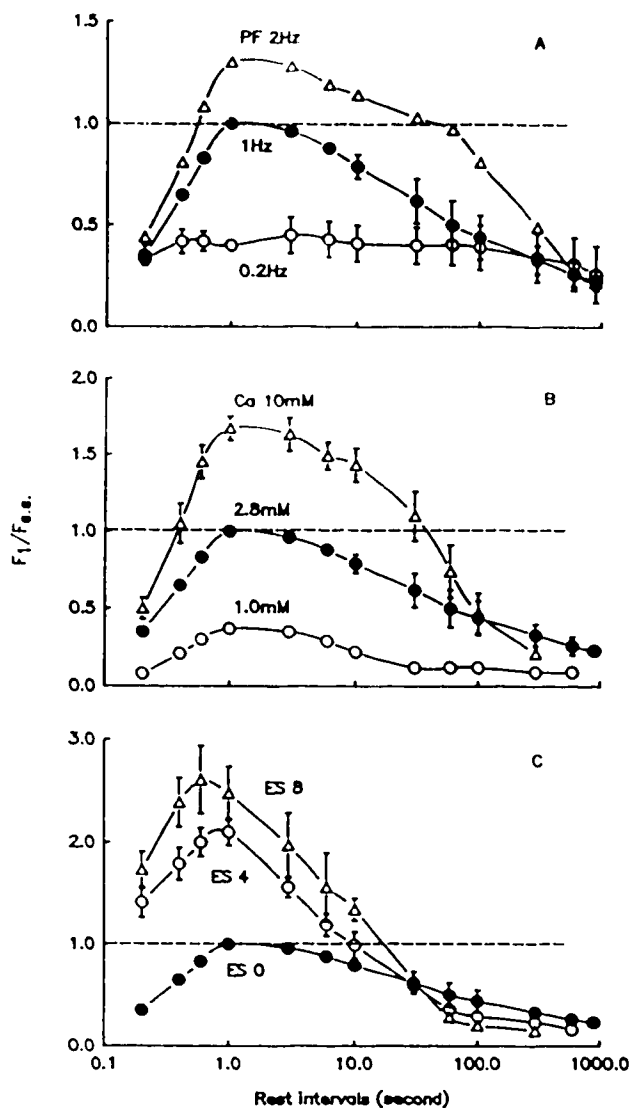 1.5
PF 2Hz
A
1.0
1Hz
0.5
0.2Hz
0.0
2.0
Ca 10mM
B
1.5
2.8mM
1.0
1.0mM
0.5
0.0
F1/Fs.s.
3.0
C
ES 8
2.0
ES 4
1.0
ES 0
0.0
0.1 1.0 10.0 100.0 1000.0
Rest intervals (second)